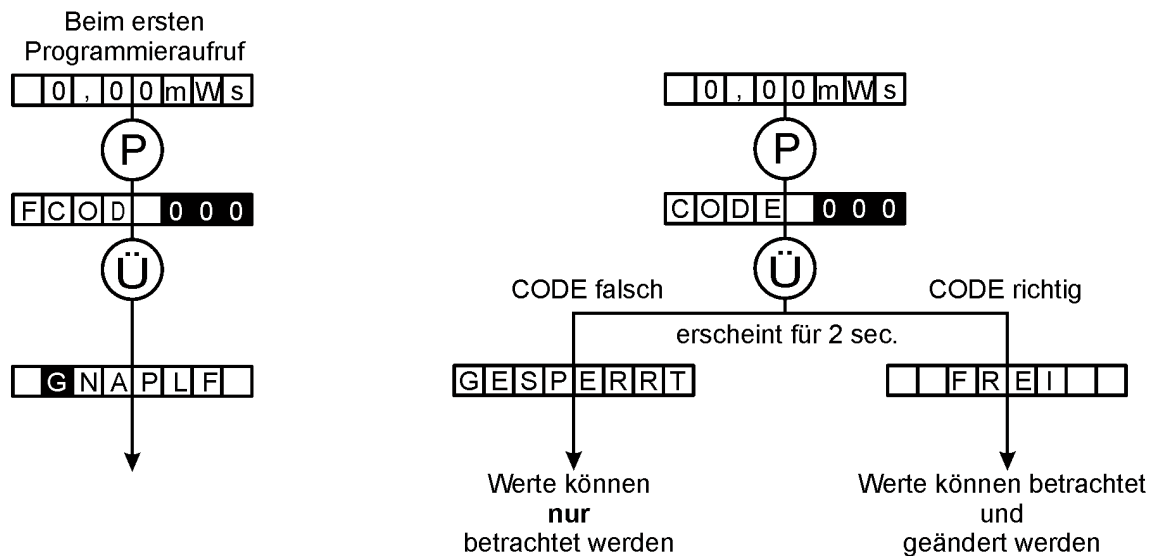 Beim ersten
Programmieraufruf
0,00mWs
P
FCOD 000
Ü
GNAPLF
0,00mWs
P
CODE 000
Ü
CODE falsch
CODE richtig
erscheint für 2 sec.
GESPERRT
FREI
Werte können
nur
betrachtet werden
Werte können betrachtet
und
geändert werden